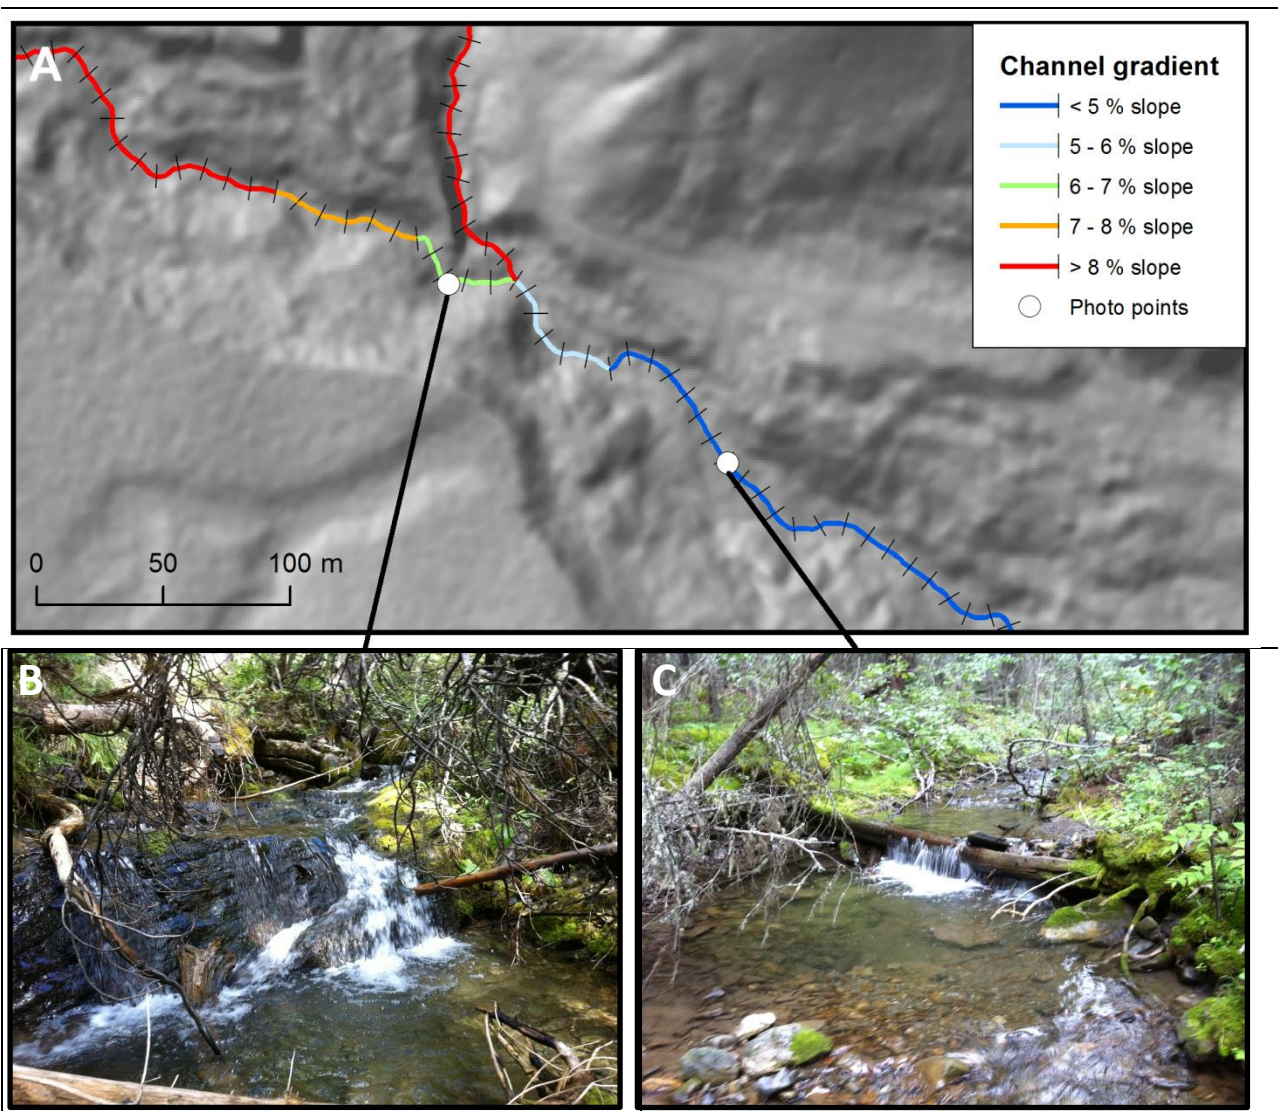 A
Channel gradient
< 5 % slope
5 - 6 % slope
6 - 7 % slope
7 - 8 % slope
> 8 % slope
Photo points
0 50 100 m
B
C